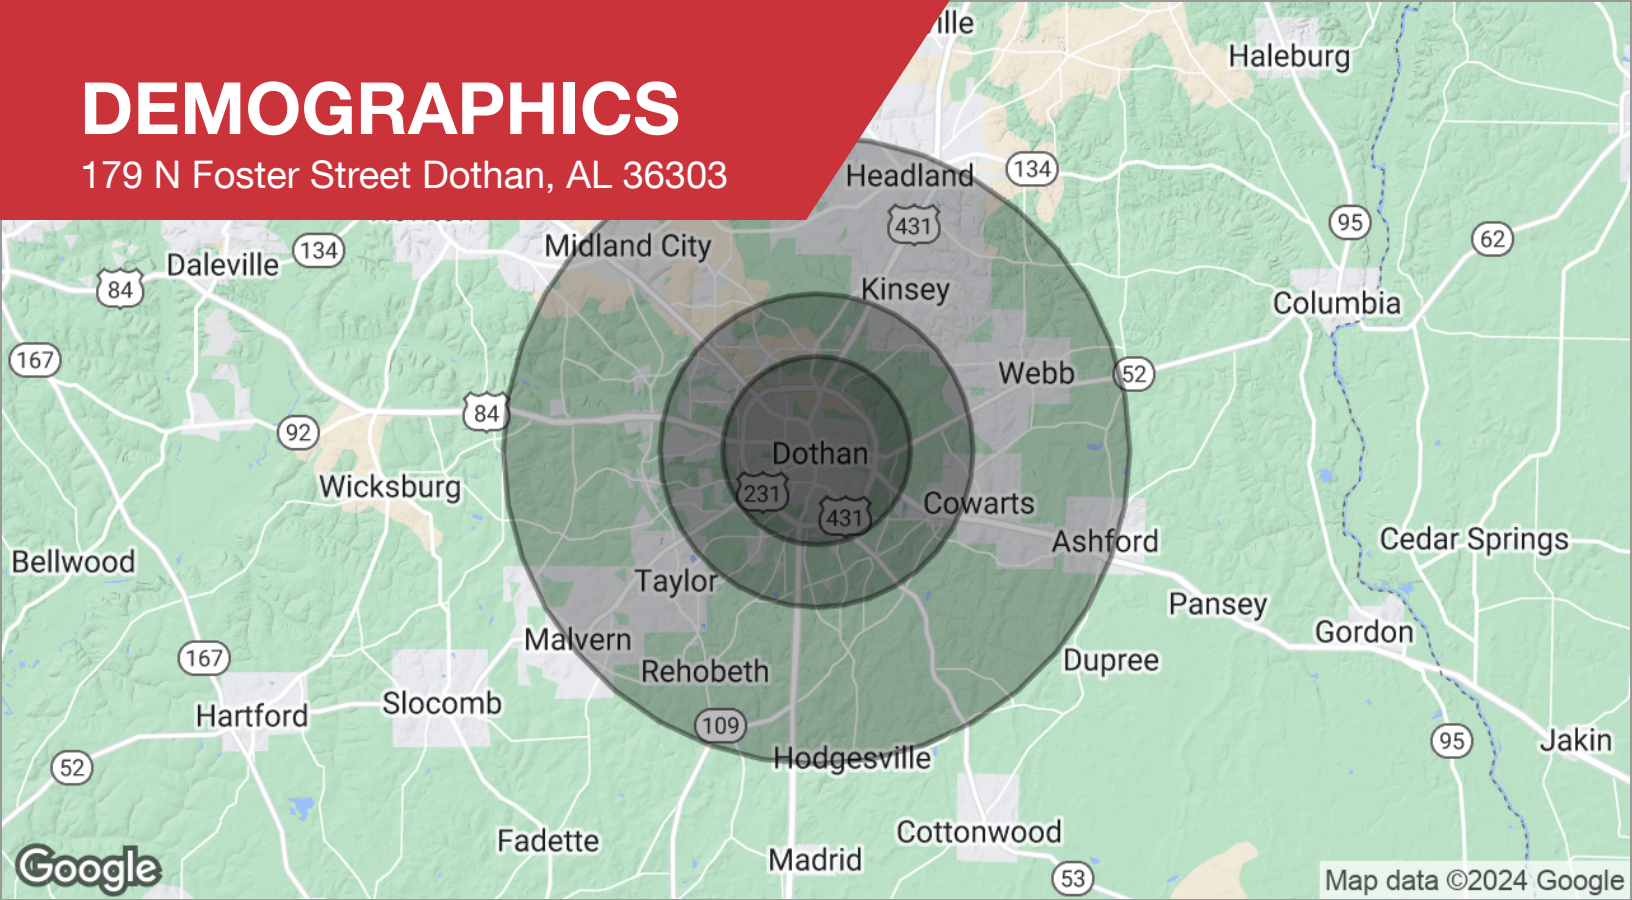 DEMOGRAPHICS
179 N Foster Street Dothan, AL 36303
Haleburg
Headland
134
431
95
62
Midland City
134
Daleville
84
Kinsey
Columbia
167
Webb
52
84
92
Dothan
Wicksburg
231
431
Cowarts
Ashford
Cedar Springs
Bellwood
Taylor
Pansey
Malvern
Gordon
167
Rehobeth
Dupree
Slocomb
Hartford
109
95
Jakin
52
Hodgesville
Cottonwood
Fadette
Madrid
Google
53
Map data ©2024 Google